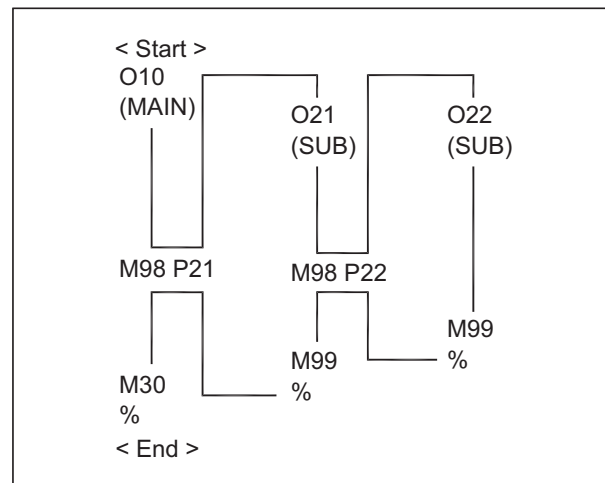 < Start >
O10
(MAIN)
M98 P21
M30
%
< End >
O21
(SUB)
M98 P22
M99
%
O22
(SUB)
M99
%